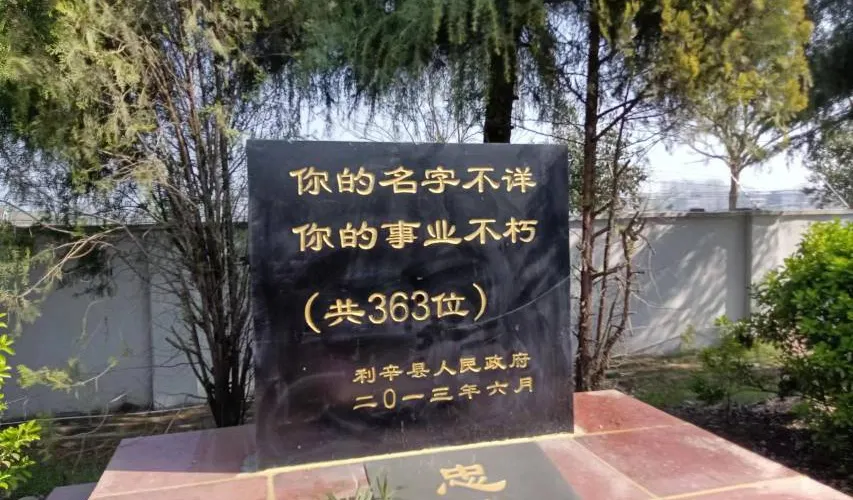 你的名字不详
你的事业不朽
（共363位）
利辛县人民政府
二〇一三年六月
忠